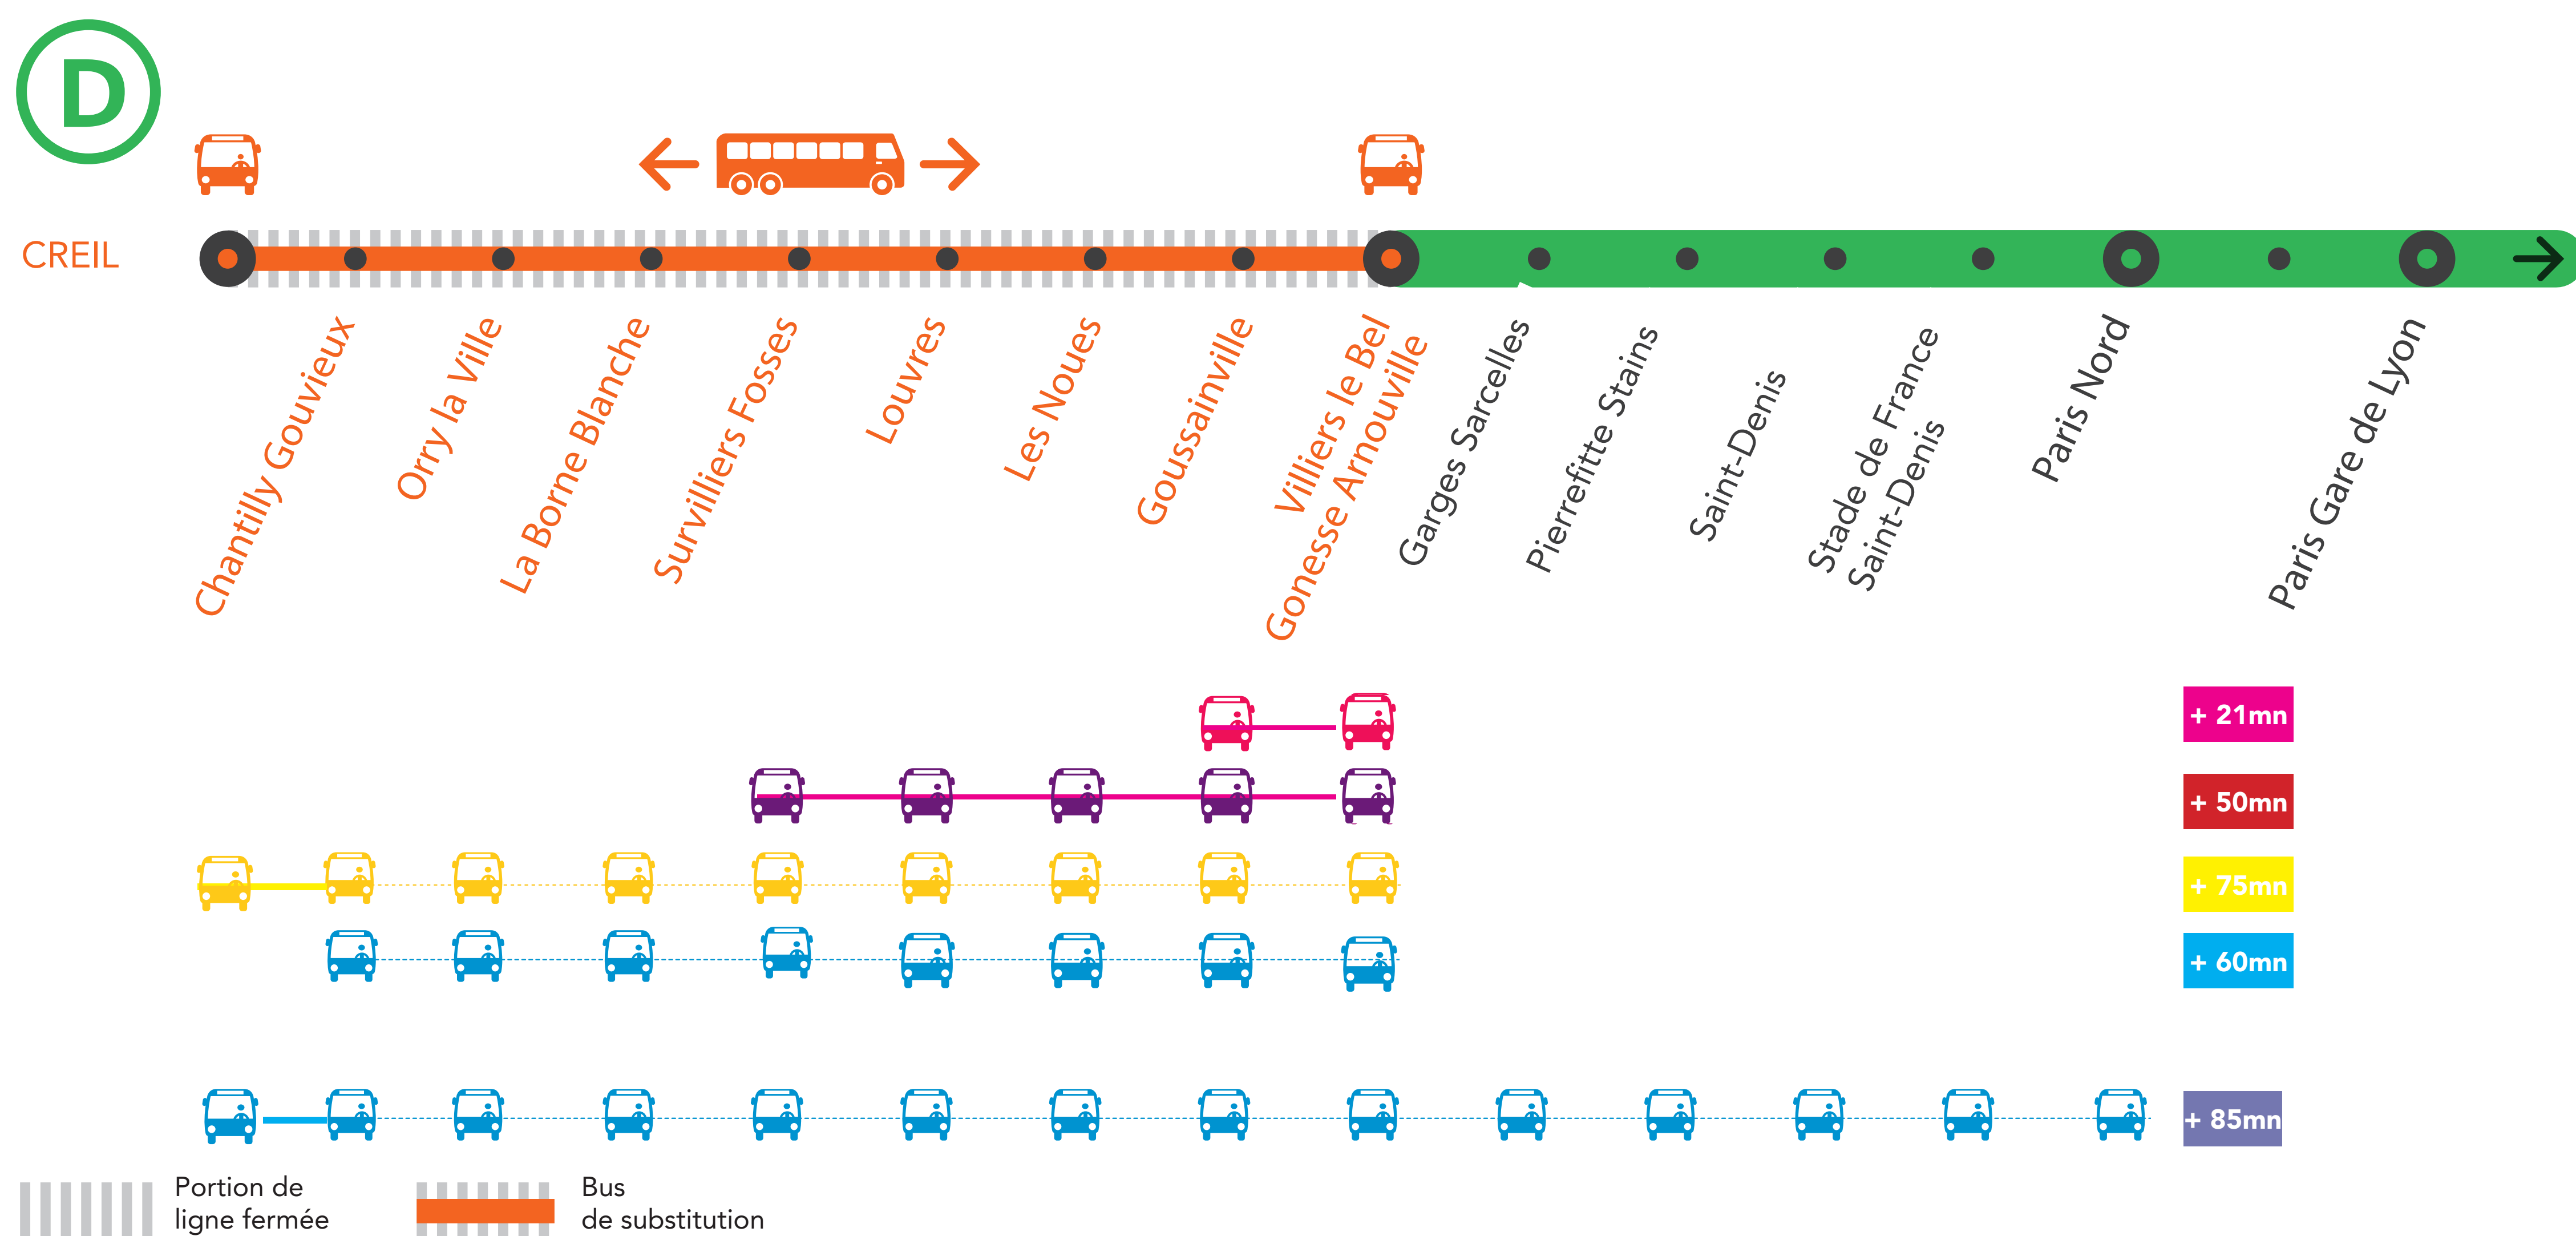 D
CREIL
Chantilly Gouvieux
Orry la Ville
La Borne Blanche
Survilliers Fosses
Louvres
Les Noues
Goussainville
Villiers le Bel
Gonesse Arnouville
Garges Sarcelles
Pierrefitte Stains
Saint-Denis
Stade de France
Saint-Denis
Paris Nord
Paris Gare de Lyon
+ 21mn
+ 50mn
+ 75mn
+ 60mn
+ 85mn
Portion de
ligne fermée
Bus
de substitution